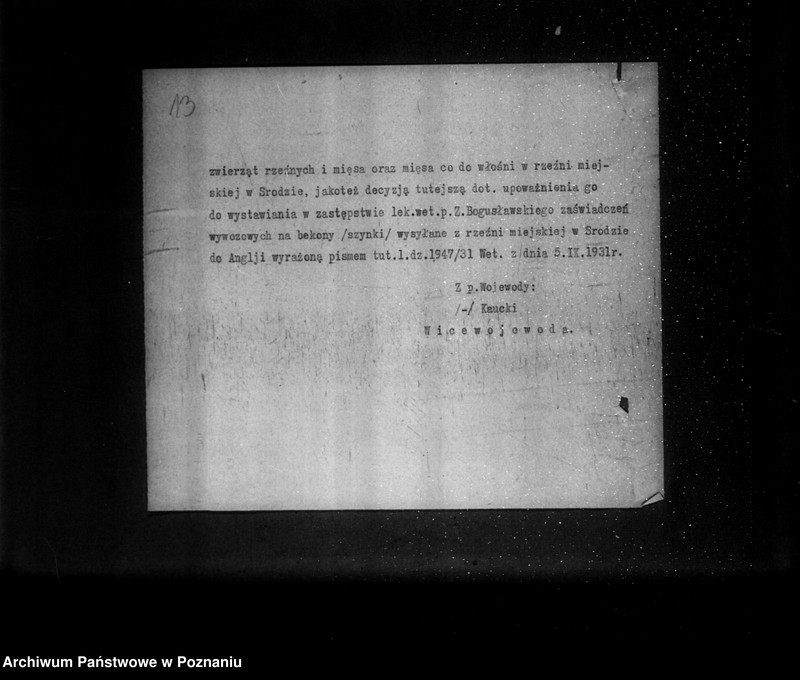 13
zwierząt rzeźnych i mięsa oraz mięsa co do włośni w rzeźni miej-
skiej w Srodzie, jakoteż decyzją tutejszą dot. upoważnienia go
do wystawiania w zastępstwie lek.wet.p.Z.Bogusławskiego zaświadczeń
wywozowych na bekony /szynki/ wysyłane z rzeźni miejskiej w Srodzie
do Anglji wyrażoną pismem tut.l.dz.1947/31 Wet. z dnia 5.IX.1931r.
Z p.Wojewody:
/-/ Kaucki
Wicewojewoda.
Archiwum Państwowe w Poznaniu